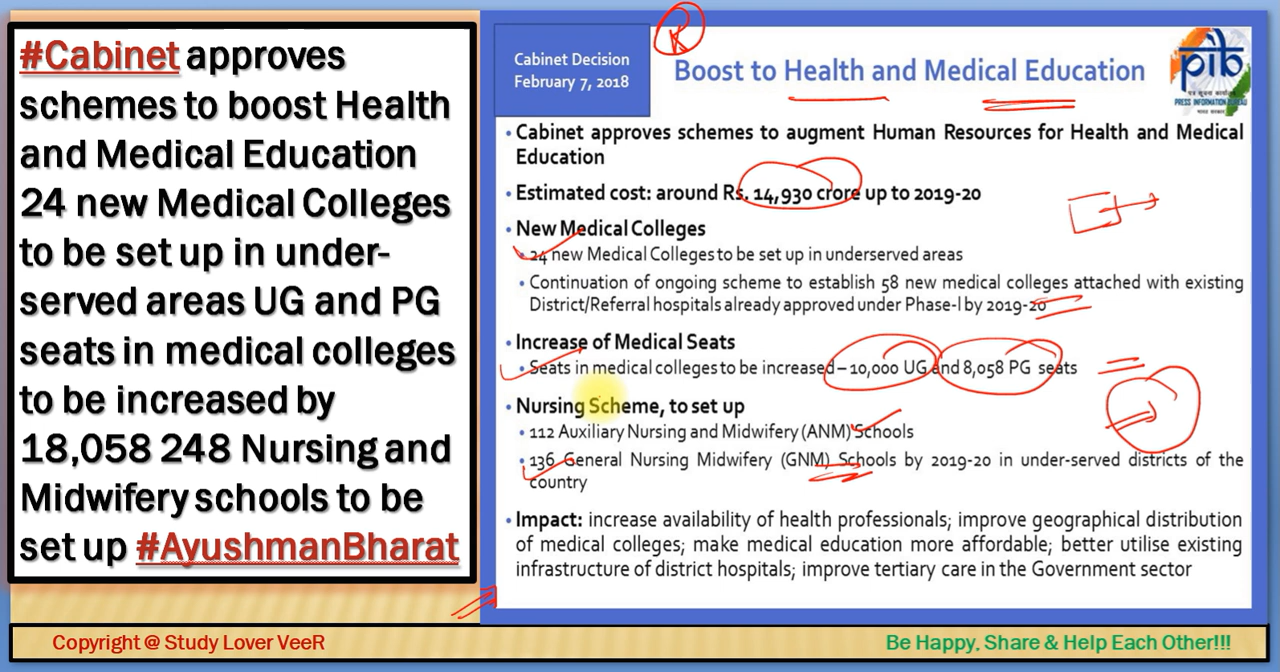 #Cabinet approves
schemes to boost Health
and Medical Education
24 new Medical Colleges
to be set up in under-
served areas UG and PG
seats in medical colleges
to be increased by
18,058 248 Nursing and
Midwifery schools to be
set up #AyushmanBharat
Cabinet Decision
February 7, 2018
R
Boost to Health and Medical Education
pib
PRESS INFORMATION BUREAU
• Cabinet approves schemes to augment Human Resources for Health and Medical
Education
• Estimated cost: around Rs. 14,930 crore up to 2019-20
• New Medical Colleges
• 24 new Medical Colleges to be set up in underserved areas
• Continuation of ongoing scheme to establish 58 new medical colleges attached with existing
District/Referral hospitals already approved under Phase-I by 2019-20
• Increase of Medical Seats
• Seats in medical colleges to be increased – 10,000 UG and 8,058 PG seats
• Nursing Scheme, to set up
• 112 Auxiliary Nursing and Midwifery (ANM) Schools
• 136 General Nursing Midwifery (GNM) Schools by 2019-20 in under-served districts of the
country
• Impact: increase availability of health professionals; improve geographical distribution
of medical colleges; make medical education more affordable; better utilise existing
infrastructure of district hospitals; improve tertiary care in the Government sector
Copyright @ Study Lover VeeR
Be Happy, Share & Help Each Other!!!